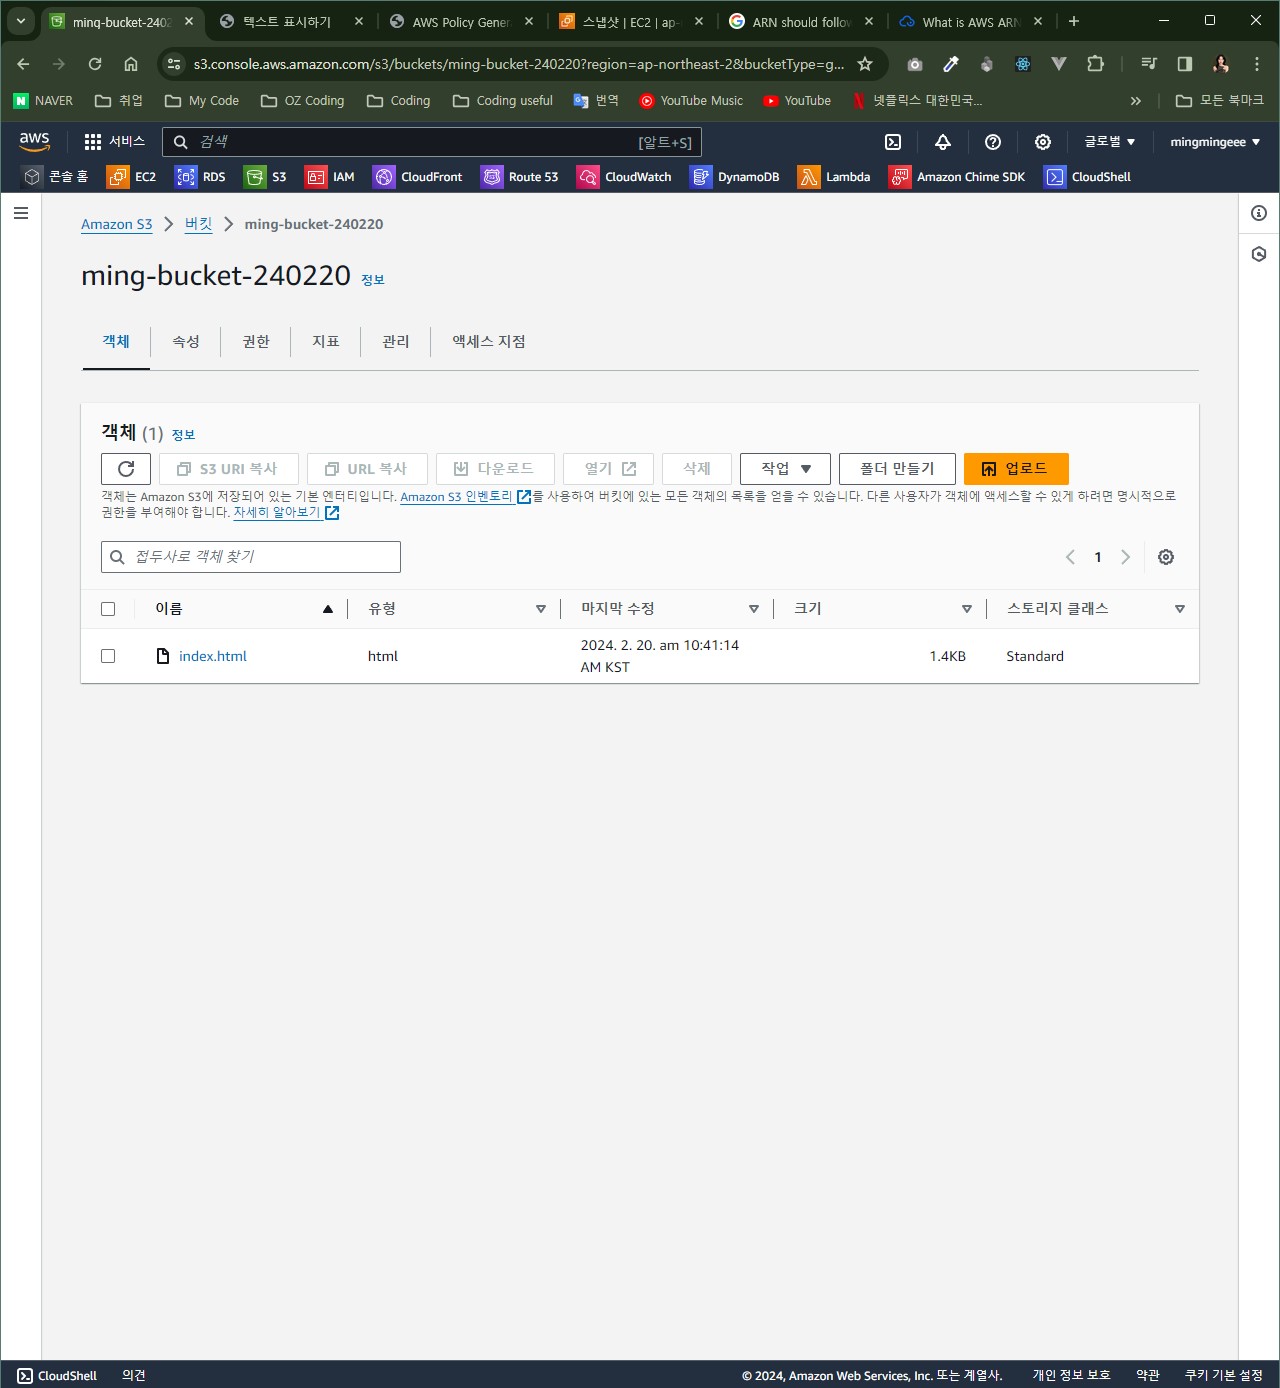 ming-bucket-2402
텍스트 표시하기
AWS Policy Gener
스냅샷 | EC2 | ap-
ARN should follow
What is AWS ARN
s3.console.aws.amazon.com/s3/buckets/ming-bucket-240220?region=ap-northeast-2&bucketType=g...
N NAVER
취업
My Code
OZ Coding
Coding
Coding useful
번역
YouTube Music
YouTube
넷플릭스 대한민국...
모든 북마크
aws
서비스
검색
[알트+S]
글로벌
mingmingeee
콘솔 홈
EC2
RDS
S3
IAM
CloudFront
Route 53
CloudWatch
DynamoDB
Lambda
Amazon Chime SDK
CloudShell
Amazon S3 > 버킷 > ming-bucket-240220
ming-bucket-240220 정보
객체
속성
권한
지표
관리
액세스 지점
객체 (1) 정보
S3 URI 복사
URL 복사
다운로드
열기
삭제
작업
폴더 만들기
업로드
객체는 Amazon S3에 저장되어 있는 기본 엔터티입니다. Amazon S3 인벤토리를 사용하여 버킷에 있는 모든 객체의 목록을 얻을 수 있습니다. 다른 사용자가 객체에 액세스할 수 있게 하려면 명시적으로
권한을 부여해야 합니다. 자세히 알아보기
접두사로 객체 찾기
1
이름
유형
마지막 수정
크기
스토리지 클래스
index.html
html
2024. 2. 20. am 10:41:14
AM KST
1.4KB
Standard
CloudShell
의견
© 2024, Amazon Web Services, Inc. 또는 계열사.
개인 정보 보호
약관
쿠키 기본 설정